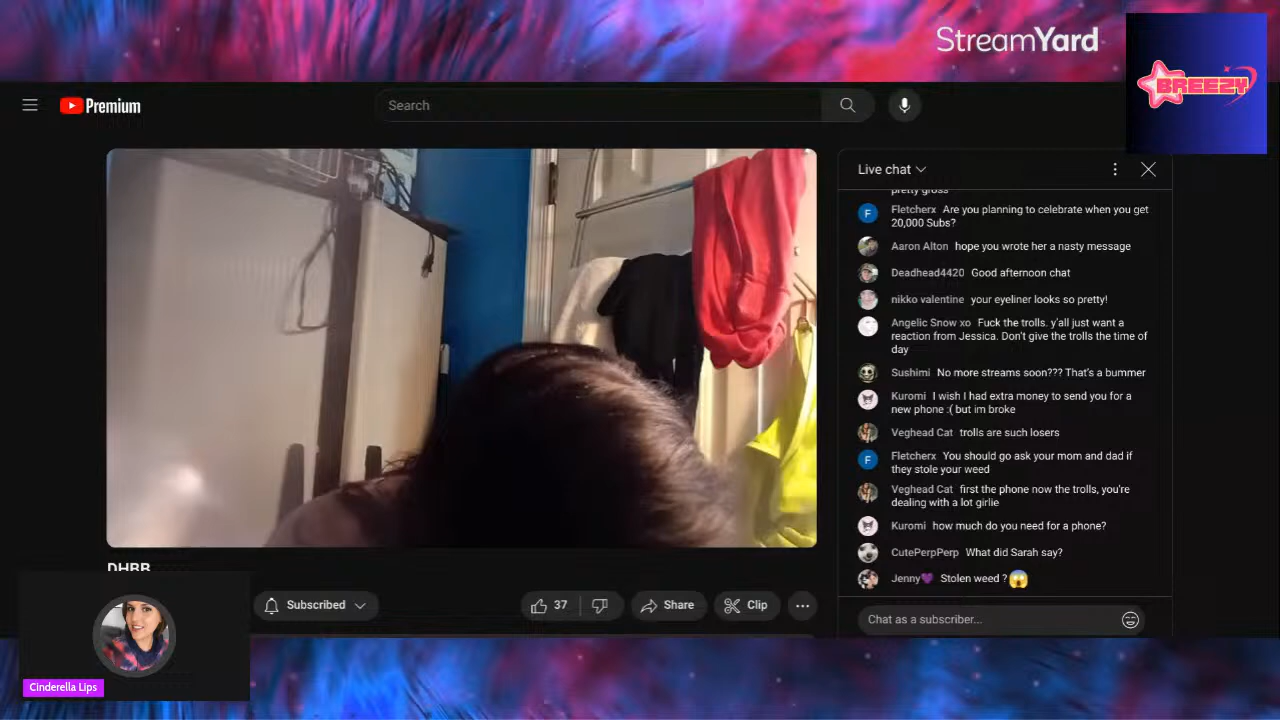 StreamYard
BREEZY
Premium
Search
Live chat
pretty gross
Fletcherx Are you planning to celebrate when you get
20,000 Subs?
Aaron Alton hope you wrote her a nasty message
Deadhead4420 Good afternoon chat
nikko valentine your eyeliner looks so pretty!
Angelic Snow xo Fuck the trolls. y'all just want a
reaction from Jessica. Don't give the trolls the time of
day
Sushimi No more streams soon??? That's a bummer
Kuromi I wish I had extra money to send you for a
new phone :( but im broke
Veghead Cat trolls are such losers
F
Fletcherx You should go ask your mom and dad if
they stole your weed
Veghead Cat first the phone now the trolls, you're
dealing with a lot girlie
Kuromi how much do you need for a phone?
CutePerpPerp What did Sarah say?
Jenny💜 Stolen weed ? 😱
Chat as a subscriber...
DHRB
Subscribed
37
Share
Clip
Cinderella Lips